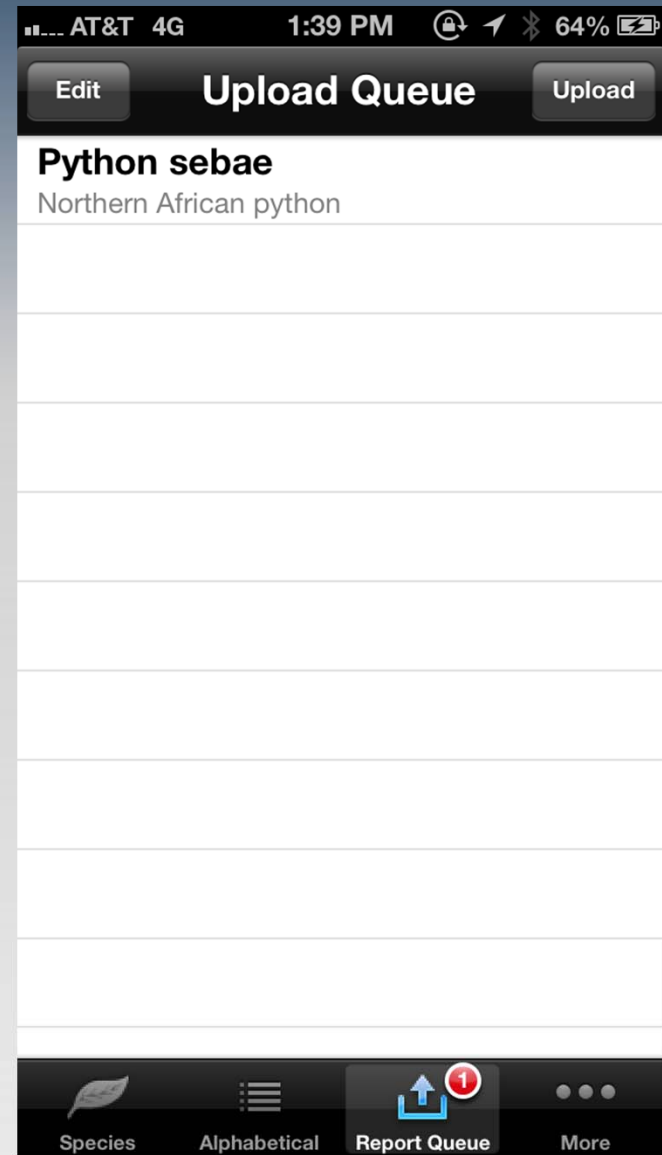 AT&T 4G 1:39 PM 64%
Edit Upload Queue Upload
Python sebae
Northern African python
1
Species Alphabetical Report Queue More